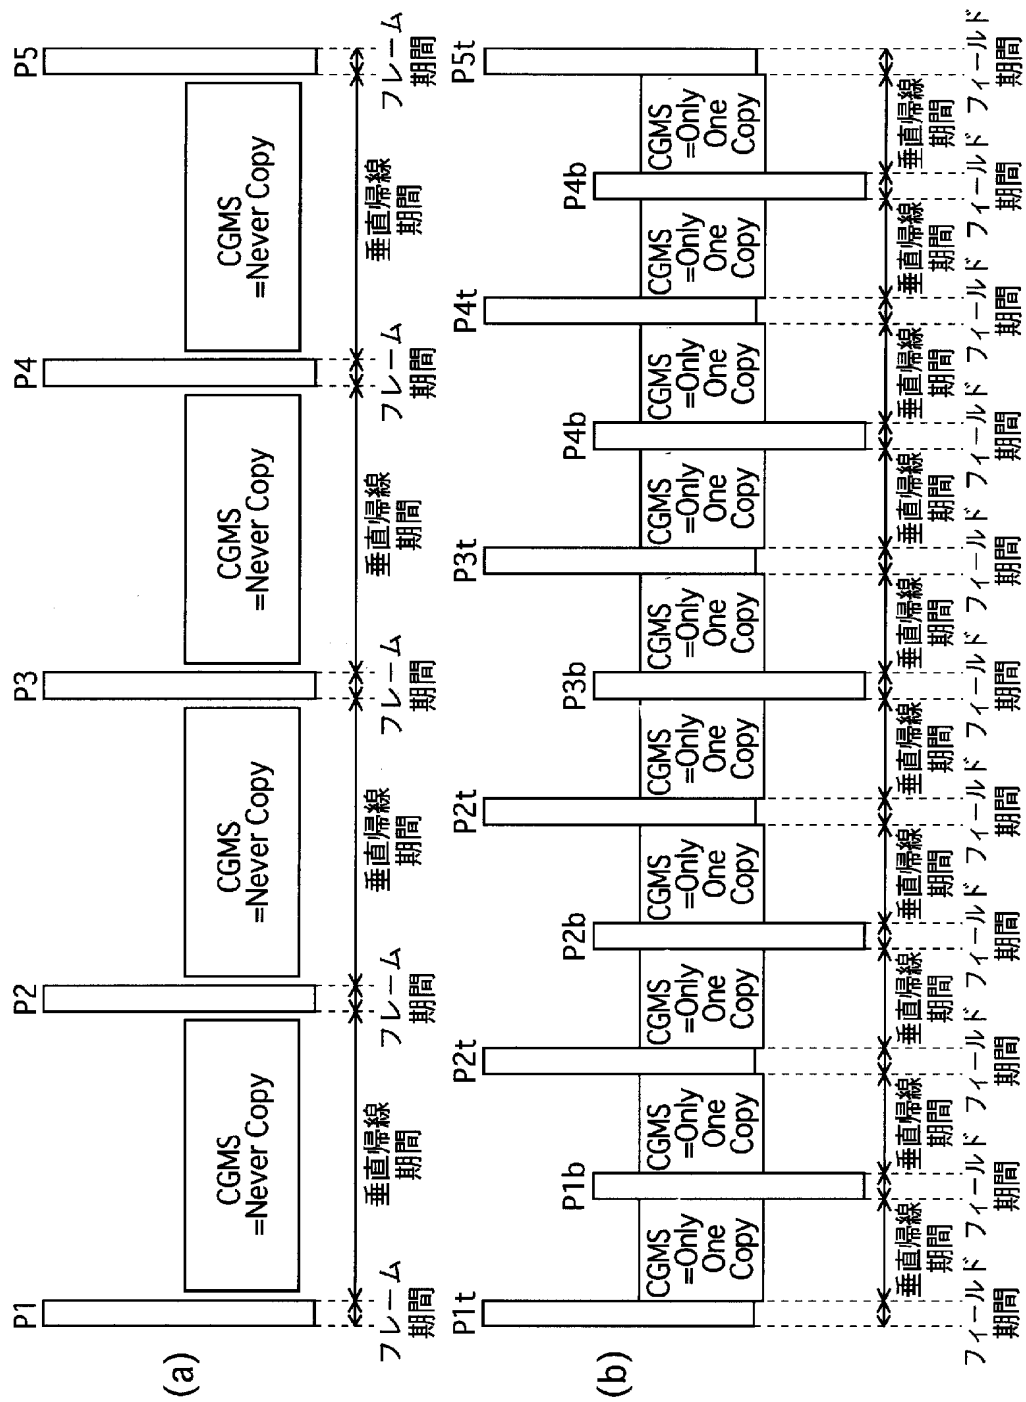 (a)
P1
P2
P3
P4
P5
CGMS
=Never Copy
CGMS
=Never Copy
CGMS
=Never Copy
CGMS
=Never Copy
フレーム
期間
垂直帰線
期間
フレーム
期間
垂直帰線
期間
フレーム
期間
垂直帰線
期間
フレーム
期間
垂直帰線
期間
フレーム
期間
(b)
P1t
P1b
P2t
P2b
P2t
P3b
P3t
P4b
P4t
P4b
P5t
CGMS
=Only
One
Copy
CGMS
=Only
One
Copy
CGMS
=Only
One
Copy
CGMS
=Only
One
Copy
CGMS
=Only
One
Copy
CGMS
=Only
One
Copy
CGMS
=Only
One
Copy
CGMS
=Only
One
Copy
CGMS
=Only
One
Copy
CGMS
=Only
One
Copy
フィールド
期間
垂直帰線
期間
フィールド
期間
垂直帰線
期間
フィールド
期間
垂直帰線
期間
フィールド
期間
垂直帰線
期間
フィールド
期間
垂直帰線
期間
フィールド
期間
垂直帰線
期間
フィールド
期間
垂直帰線
期間
フィールド
期間
垂直帰線
期間
フィールド
期間
垂直帰線
期間
フィールド
期間
垂直帰線
期間
フィールド
期間